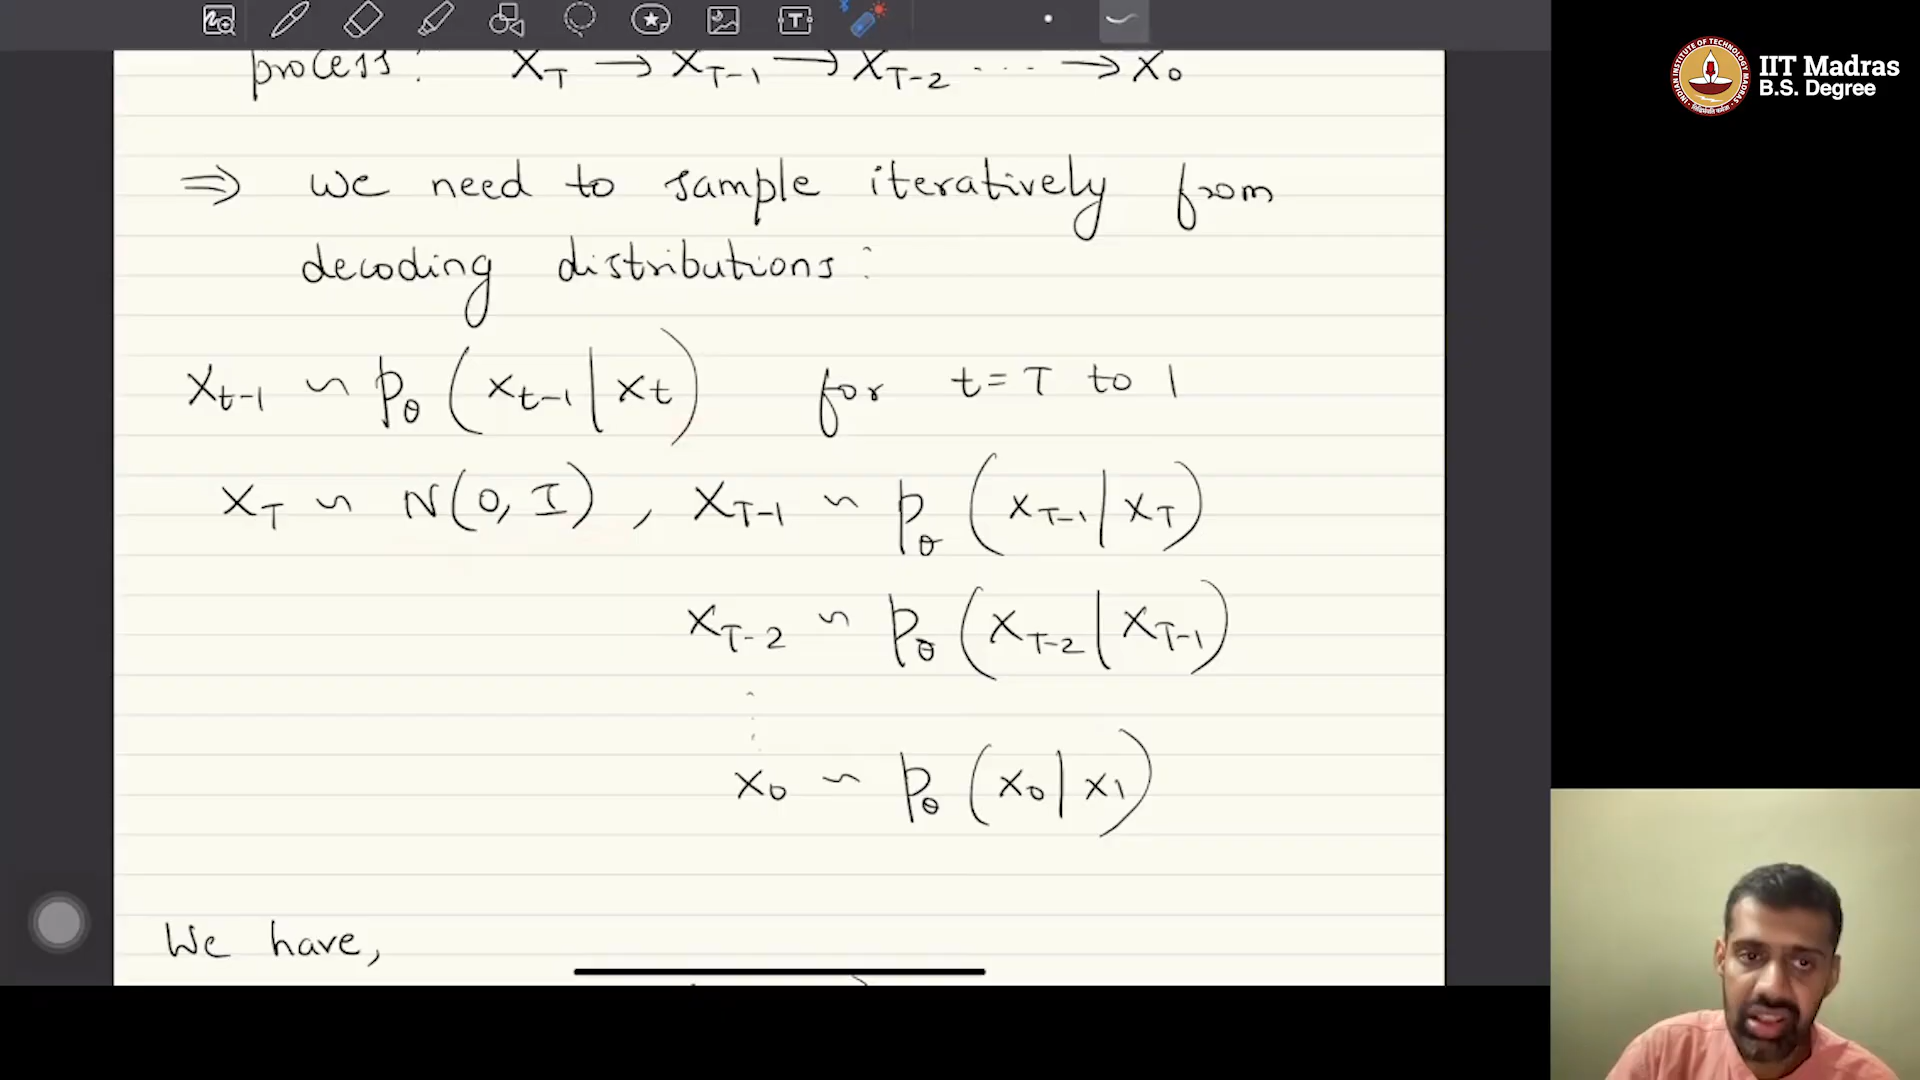 IIT Madras
B.S. Degree
process: X_T → X_{T-1} → X_{T-2} ... → X_0
⇒ we need to sample iteratively from
decoding distributions:
X_{t-1} ~ p_θ (x_{t-1} | x_t) for t = T to 1
X_T ~ N(0, I), X_{T-1} ~ p_θ (x_{T-1} | x_T)
X_{T-2} ~ p_θ (X_{T-2} | X_{T-1})
x_0 ~ p_θ (x_0 | x_1)
We have,